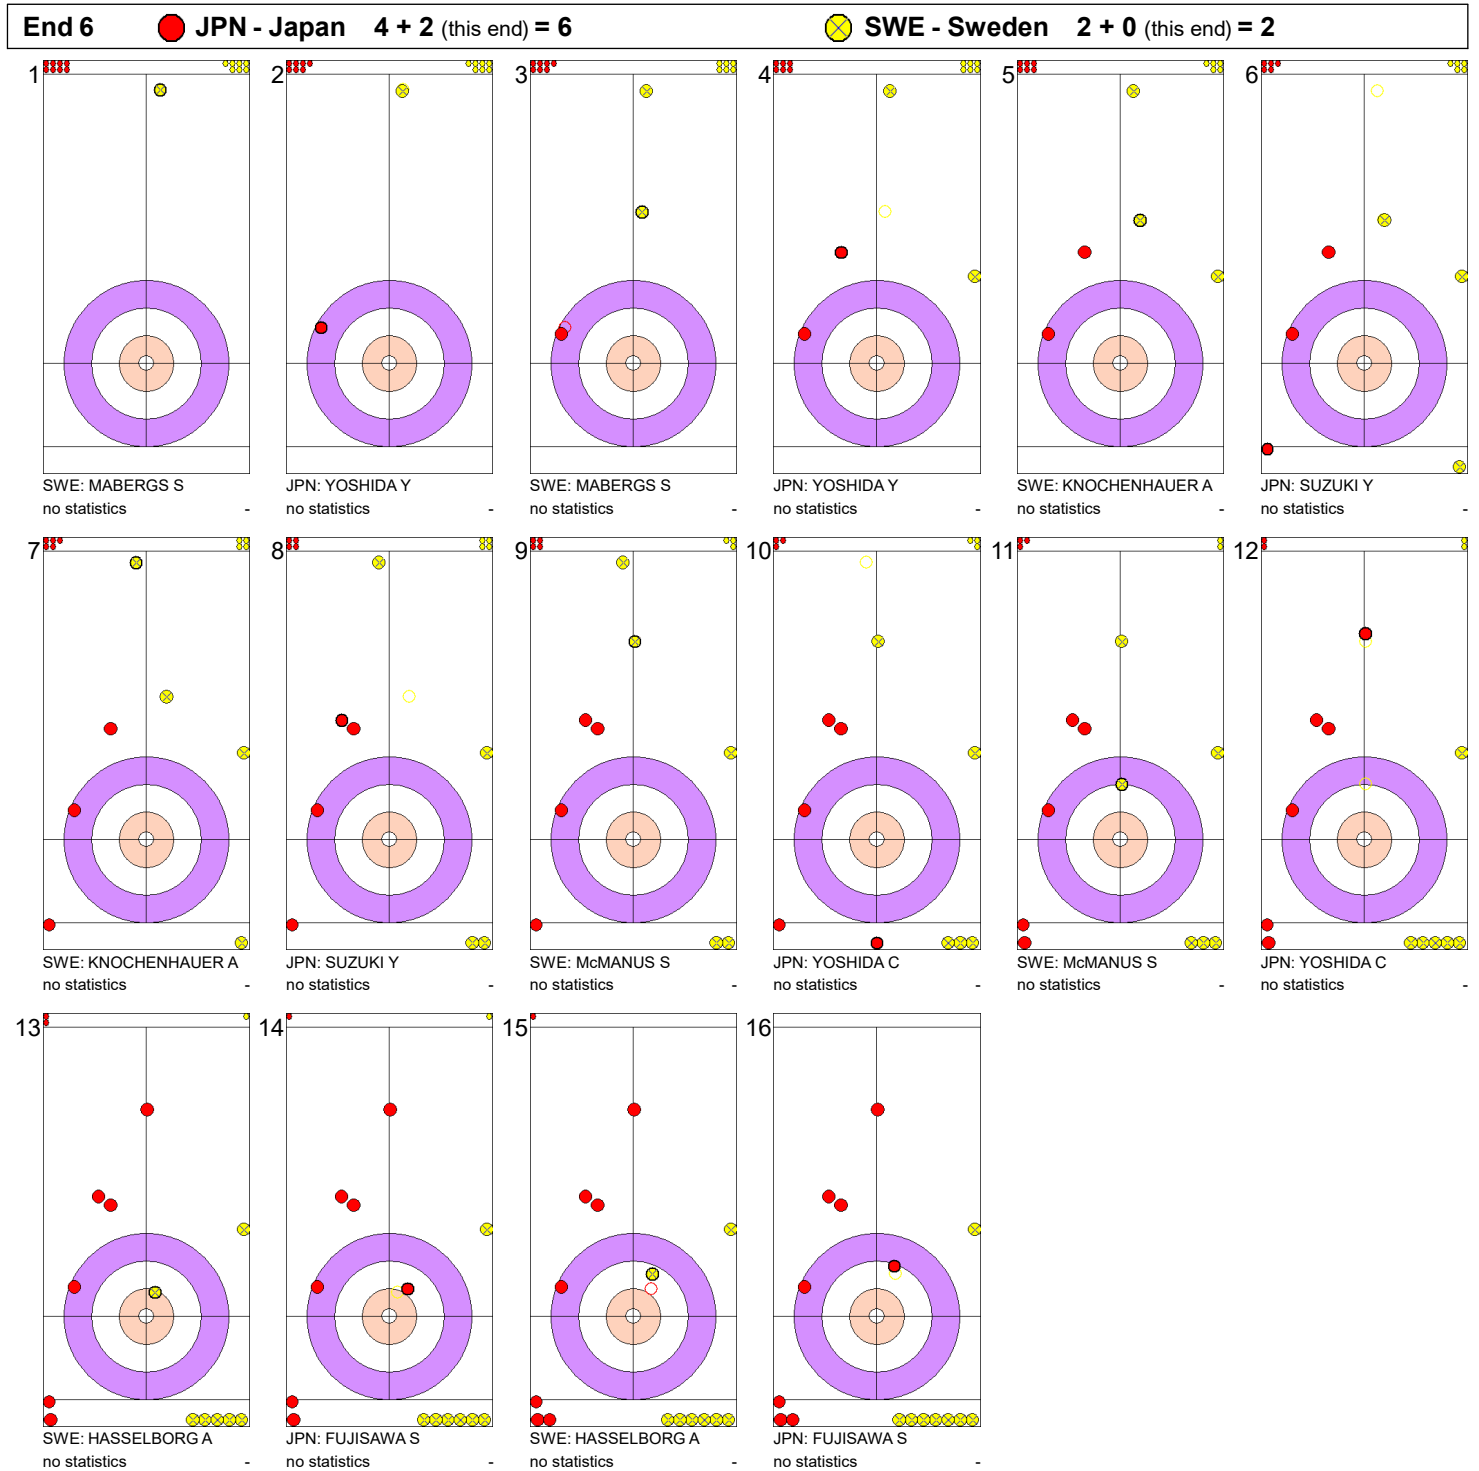 End 6 JPN - Japan 4 + 2 (this end) = 6 SWE - Sweden 2 + 0 (this end) = 2
1 2 3 4 5 6
SWE: MABERGS S JPN: YOSHIDA Y SWE: MABERGS S JPN: YOSHIDA Y SWE: KNOCHENHAUER A JPN: SUZUKI Y
no statistics - no statistics - no statistics - no statistics - no statistics - no statistics -
7 8 9 10 11 12
SWE: KNOCHENHAUER A JPN: SUZUKI Y SWE: McMANUS S JPN: YOSHIDA C SWE: McMANUS S JPN: YOSHIDA C
no statistics - no statistics - no statistics - no statistics - no statistics - no statistics -
13 14 15 16
SWE: HASSELBORG A JPN: FUJISAWA S SWE: HASSELBORG A JPN: FUJISAWA S
no statistics - no statistics - no statistics - no statistics -